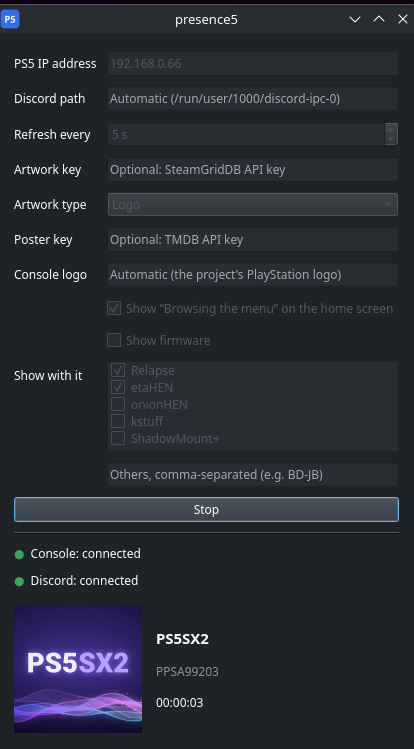 P5
presence5
PS5 IP address 192.168.0.66
Discord path Automatic (/run/user/1000/discord-ipc-0)
Refresh every 5 s
Artwork key Optional: SteamGridDB API key
Artwork type Logo
Poster key Optional: TMDB API key
Console logo Automatic (the project's PlayStation logo)
Show “Browsing the menu” on the home screen
Show firmware
Show with it
Relapse
etaHEN
onionHEN
kstuff
ShadowMount+
Others, comma-separated (e.g. BD-JB)
Stop
Console: connected
Discord: connected
PS5SX2
PS5SX2
PPSA99203
00:00:03